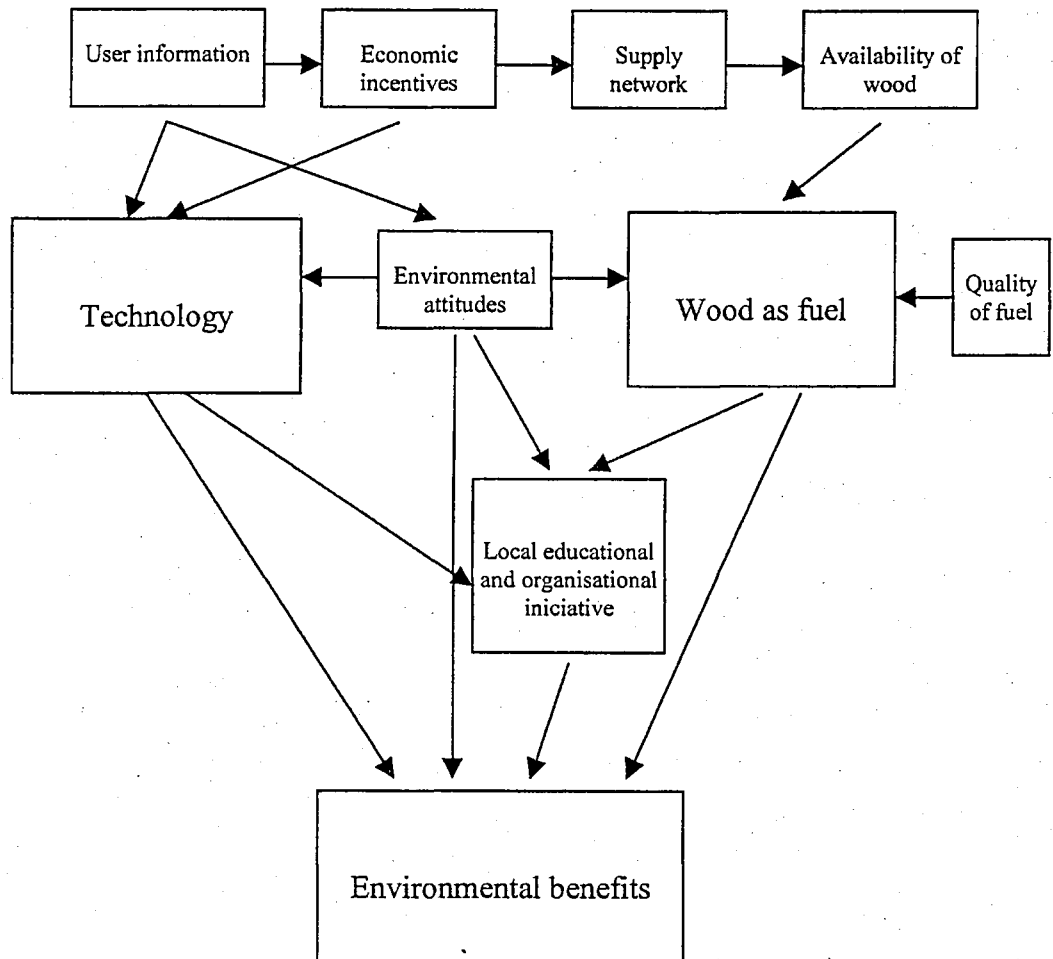 User information
Economic
incentives
Supply
network
Availability of
wood
Technology
Environmental
attitudes
Wood as fuel
Quality
of fuel
Local educational
and organisational
iniciative
Environmental benefits